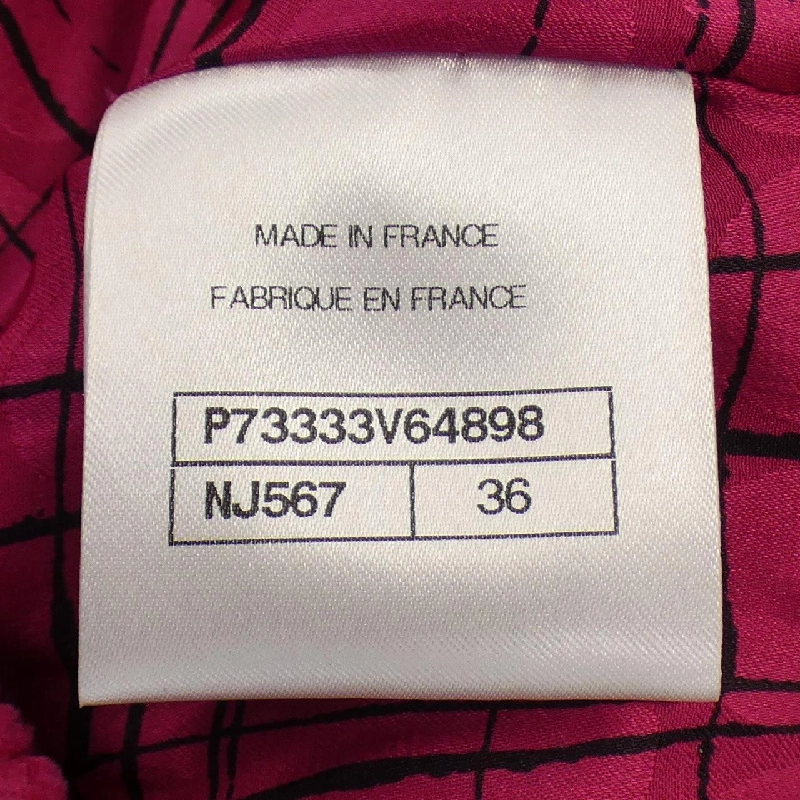 MADE IN FRANCE
FABRIQUE EN FRANCE
P73333V64898
NJ567 36